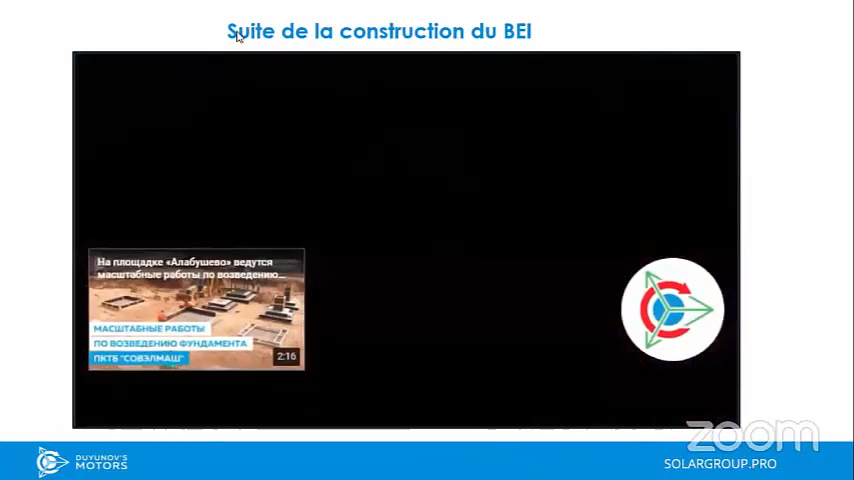 Suite de la construction du BEI
На площадке «Алабушево» ведутся
масштабные работы по возведению...
МАСШТАБНЫЕ РАБОТЫ
ПО ВОЗВЕДЕНИЮ ФУНДАМЕНТА
ПКТБ "СОВЭЛМАШ"
2:16
zoom
DUYUNOV'S
MOTORS
SOLARGROUP.PRO